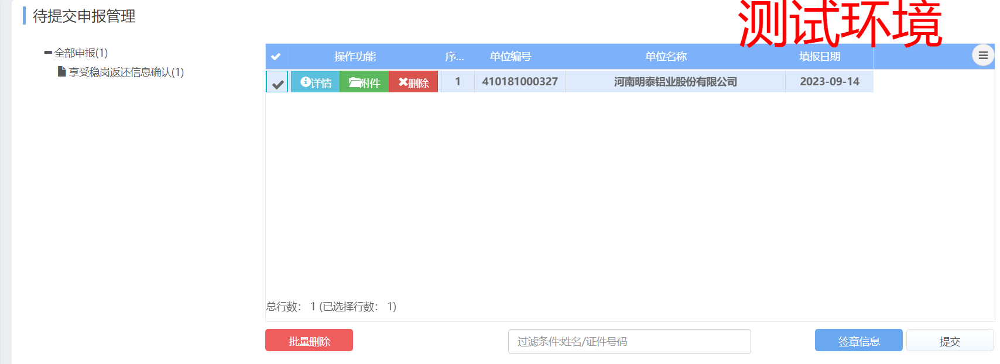 待提交申报管理
测试环境
全部申报(1)
享受稳岗返还信息确认(1)
操作功能 序... 单位编号 单位名称 填报日期
详情 附件 删除 1 410181000327 河南明泰铝业股份有限公司 2023-09-14
总行数： 1 (已选择行数： 1)
批量删除 过滤条件:姓名/证件号码 签章信息 提交